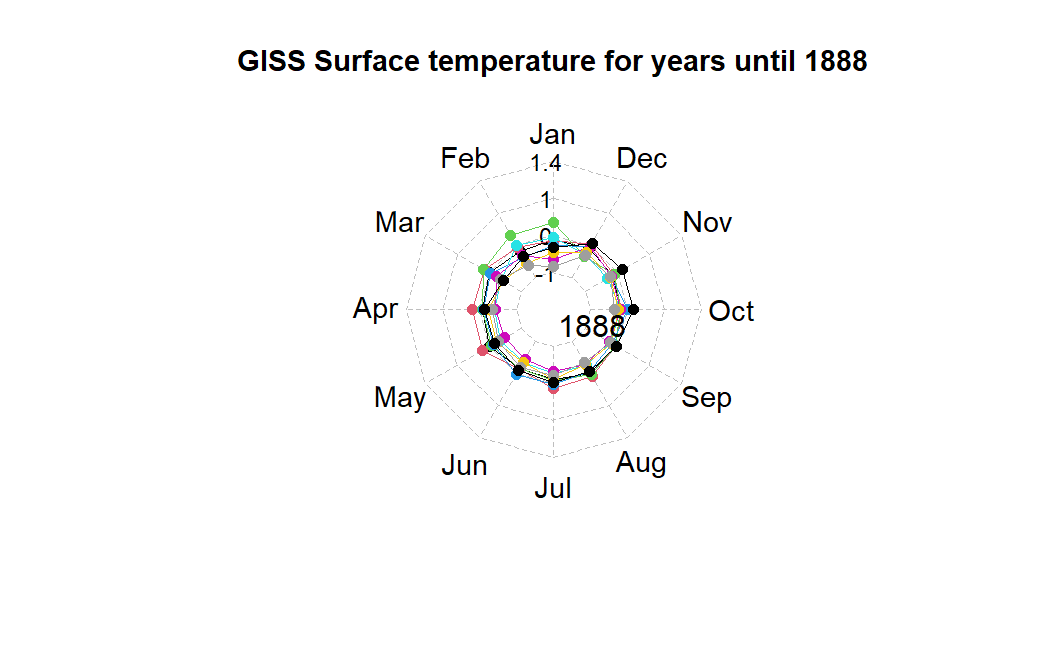 GISS Surface temperature for years until 1888
Jan
Feb
Dec
1.4
1
Mar
Nov
0
-1
Apr
Oct
1888
May
Sep
Jun
Aug
Jul